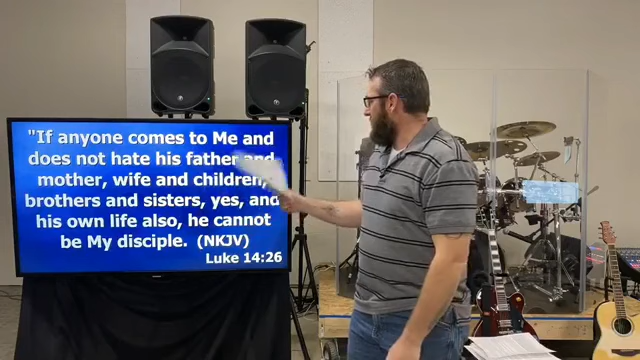 "If anyone comes to Me and
does not hate his father and
mother, wife and children,
brothers and sisters, yes, and
his own life also, he cannot
be My disciple. (NKJV)
Luke 14:26